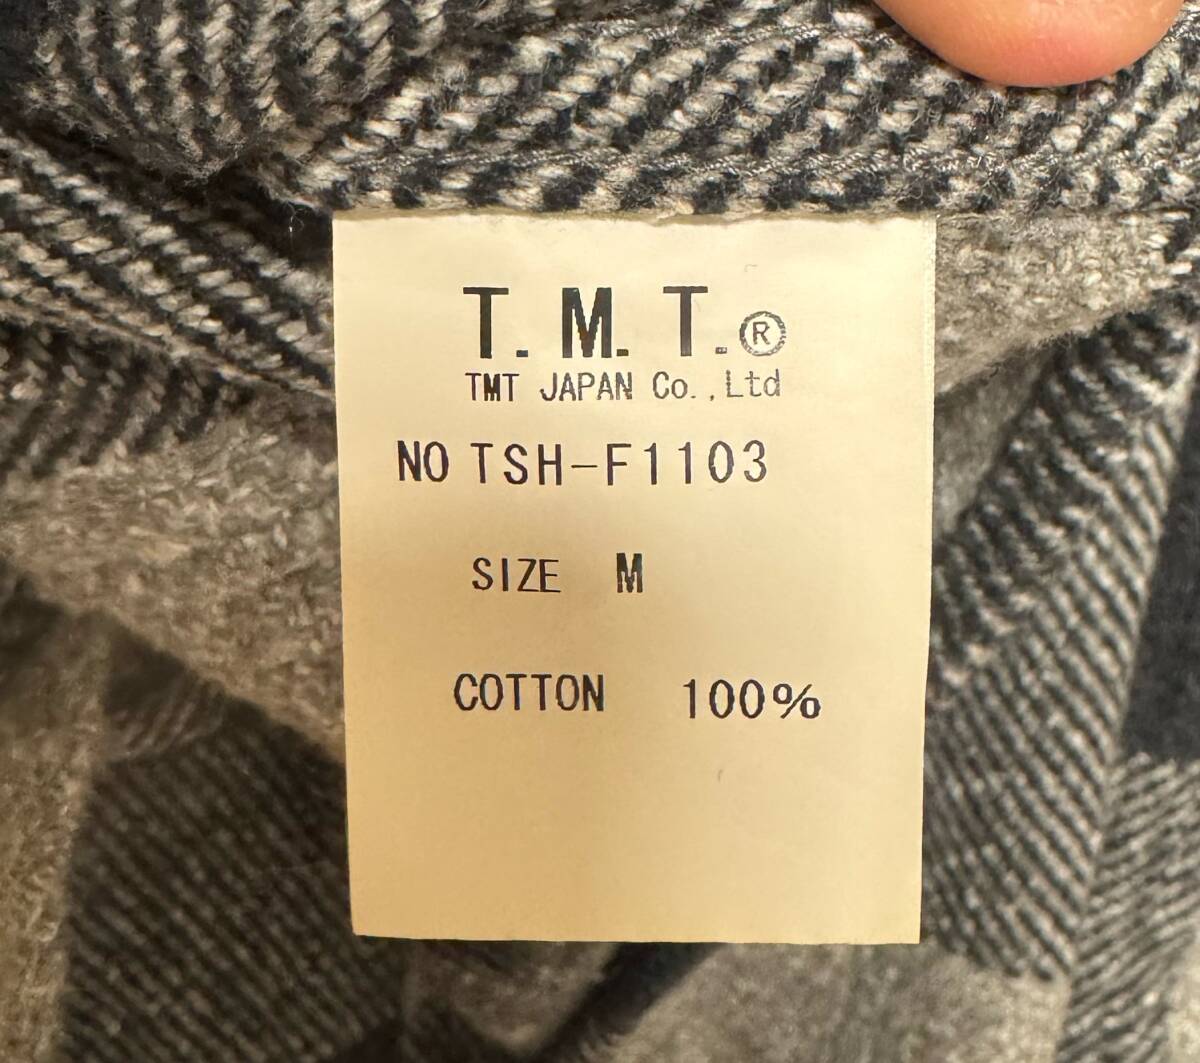 T.M.T.®
TMT JAPAN Co.,Ltd
NO TSH-F1103
SIZE M
COTTON 100%